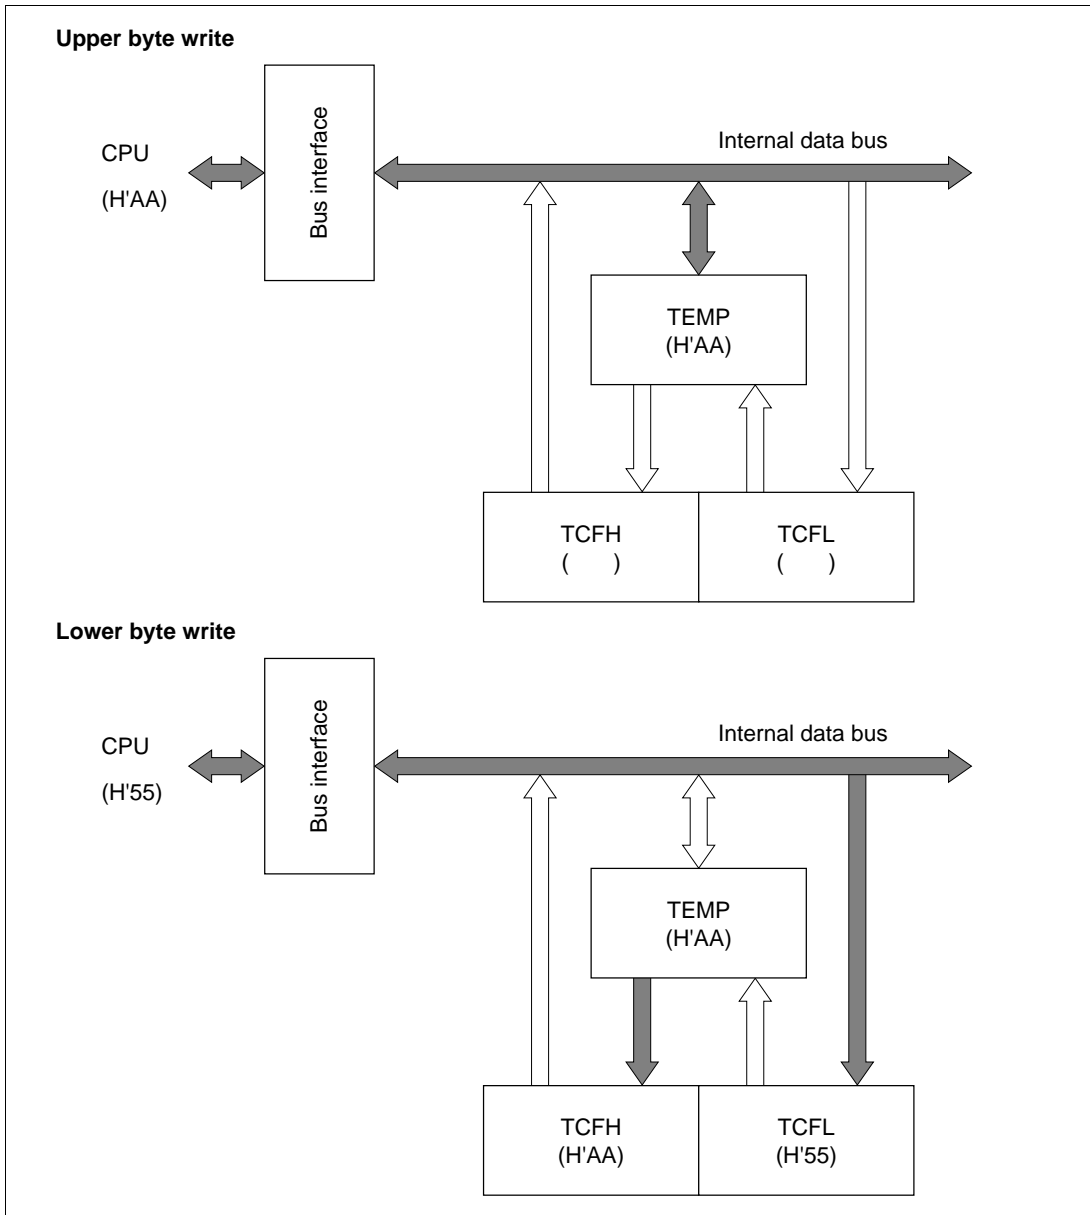 Upper byte write
CPU
(H'AA)
Bus interface
Internal data bus
TEMP
(H'AA)
TCFH
( )
TCFL
( )
Lower byte write
CPU
(H'55)
Bus interface
Internal data bus
TEMP
(H'AA)
TCFH
(H'AA)
TCFL
(H'55)